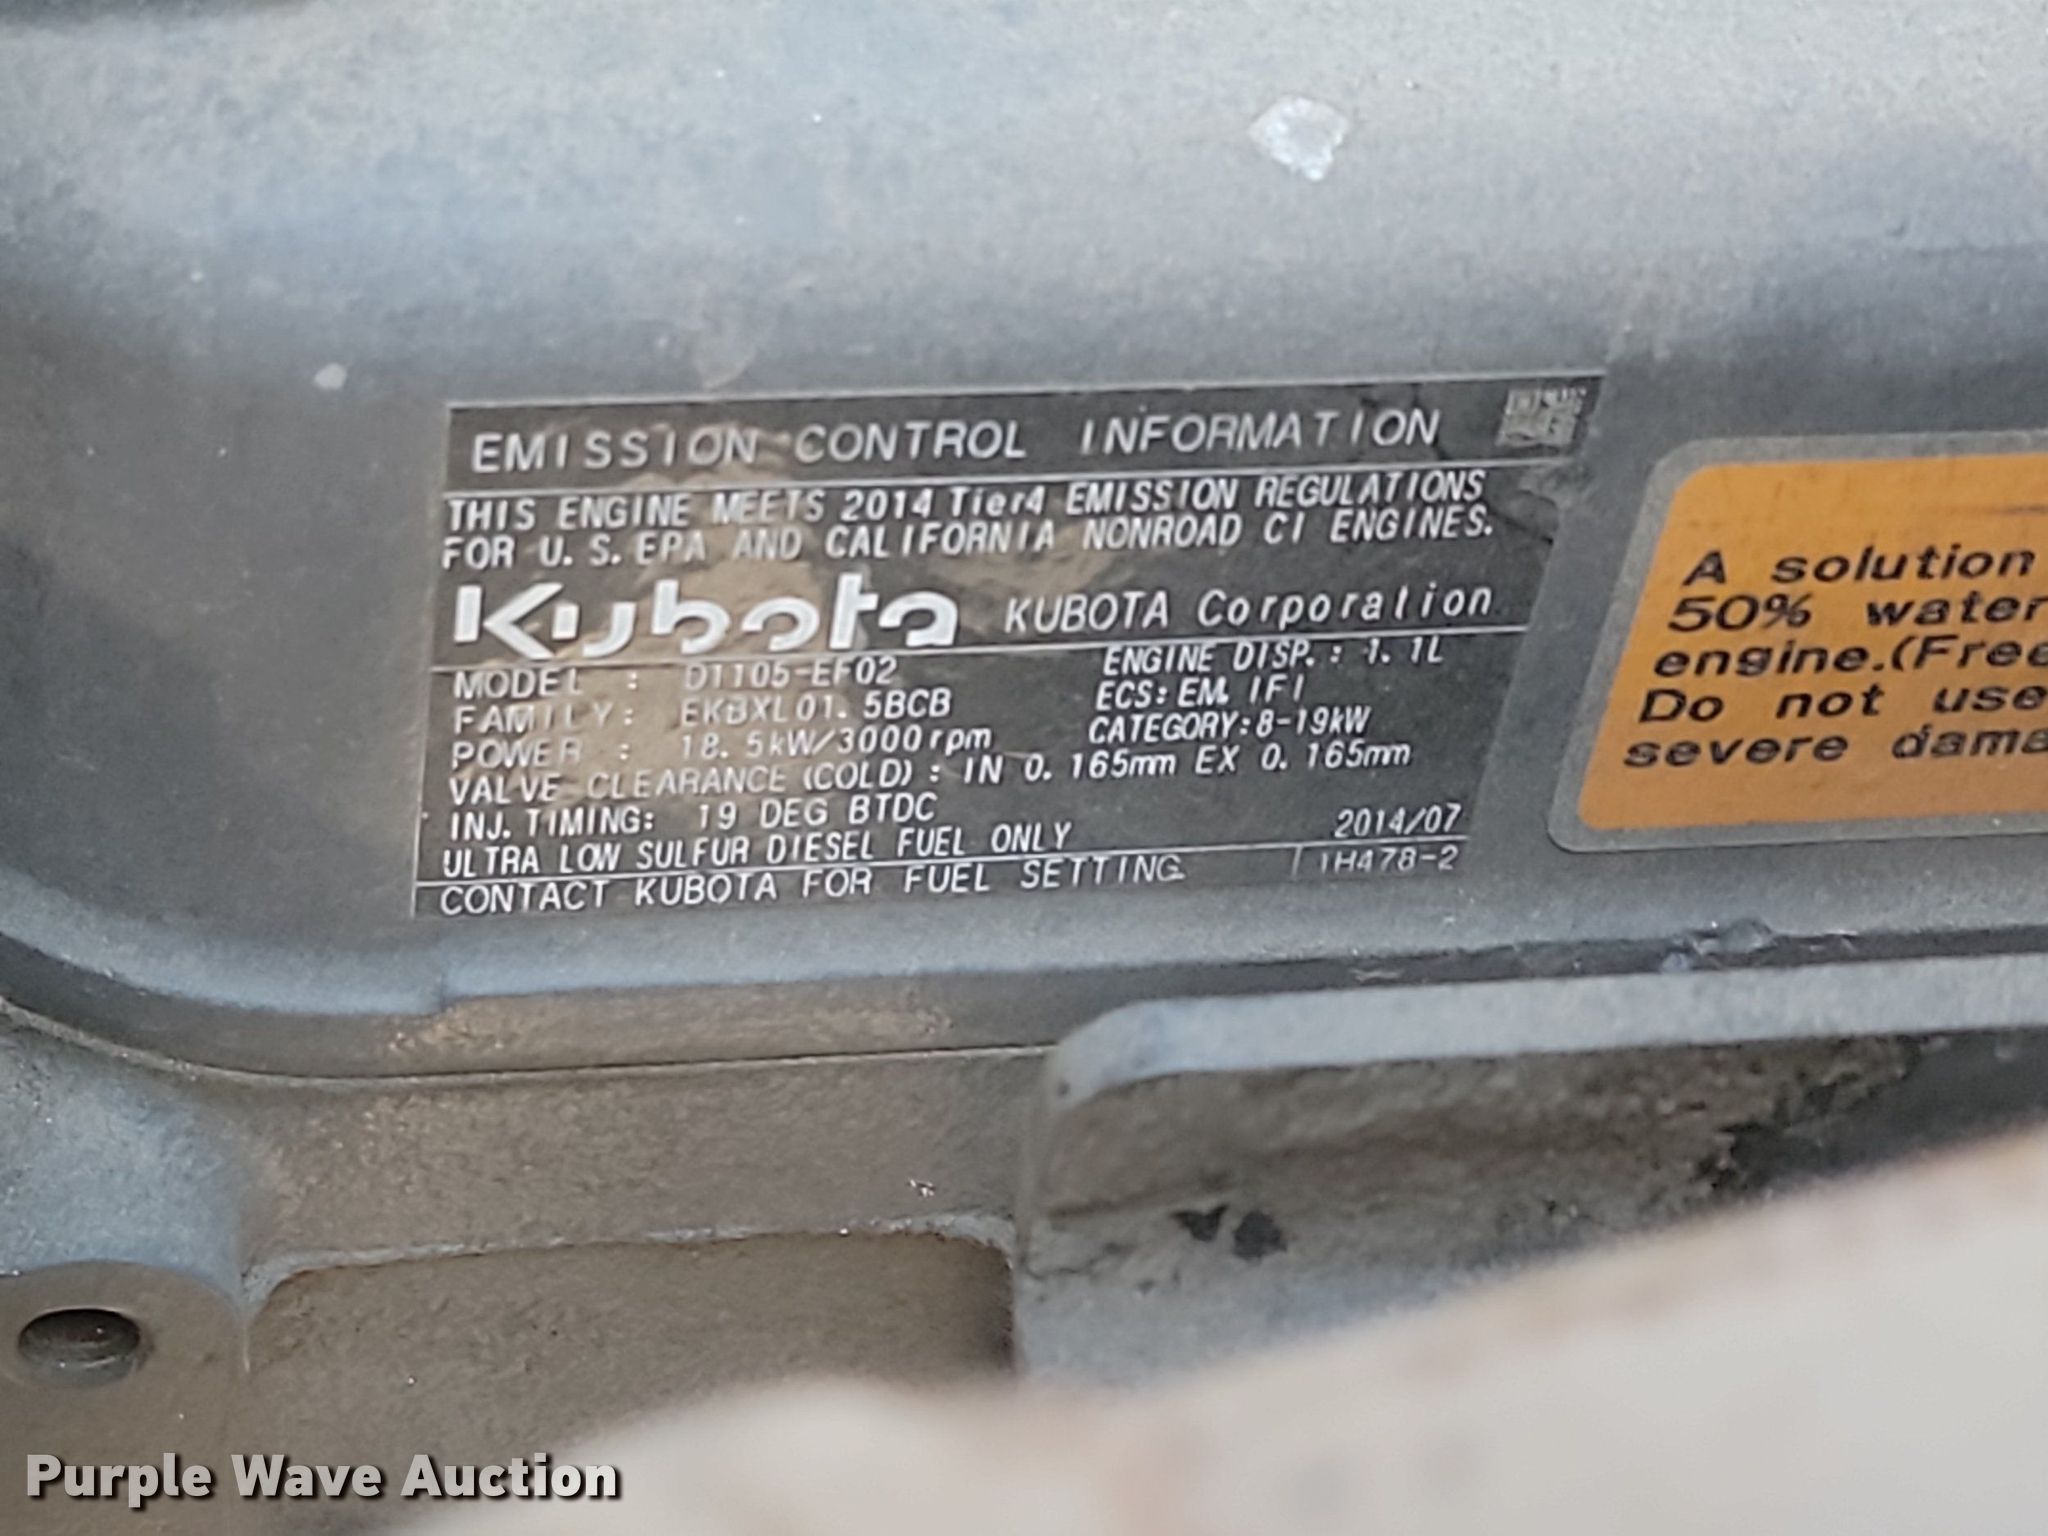 EMISSION CONTROL INFORMATION
THIS ENGINE MEETS 2014 Tier4 EMISSION REGULATIONS
FOR U.S.EPA AND CALIFORNIA NONROAD CI ENGINES.
Kubota KUBOTA Corporation
MODEL : D1105-EF02 ENGINE DISP.: 1.1L
FAMILY: EKBXL01.5BCB ECS: EM, IFI
POWER : 18.5kW/3000rpm CATEGORY:8-19kW
VALVE CLEARANCE (COLD) : IN 0.165mm EX 0.165mm
INJ. TIMING: 19 DEG BTDC 2014/07
ULTRA LOW SULFUR DIESEL FUEL ONLY
CONTACT KUBOTA FOR FUEL SETTING 1H478-2
A solution
50% water
engine.(Free
Do not use
severe dama
Purple Wave Auction